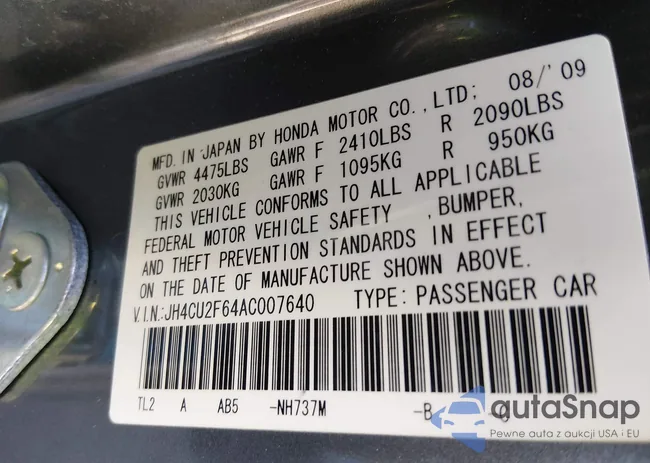 MFD. IN JAPAN BY HONDA MOTOR CO., LTD; 08/'09
GVWR 4475LBS GAWR F 2410LBS R 2090LBS
GVWR 2030KG GAWR F 1095KG R 950KG
THIS VEHICLE CONFORMS TO ALL APPLICABLE
FEDERAL MOTOR VEHICLE SAFETY , BUMPER,
AND THEFT PREVENTION STANDARDS IN EFFECT
ON THE DATE OF MANUFACTURE SHOWN ABOVE.
V.I.N:JH4CU2F64AC007640 TYPE: PASSENGER CAR
TL2 A AB5 -NH737M -B
autaSnap
Pewne auta z aukcji USA i EU